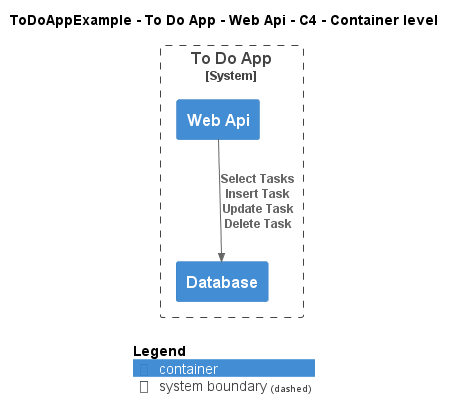 ToDoAppExample - To Do App - Web Api - C4 - Container level
To Do App
[System]
Web Api
Select Tasks
Insert Task
Update Task
Delete Task
Database
Legend
container
system boundary (dashed)